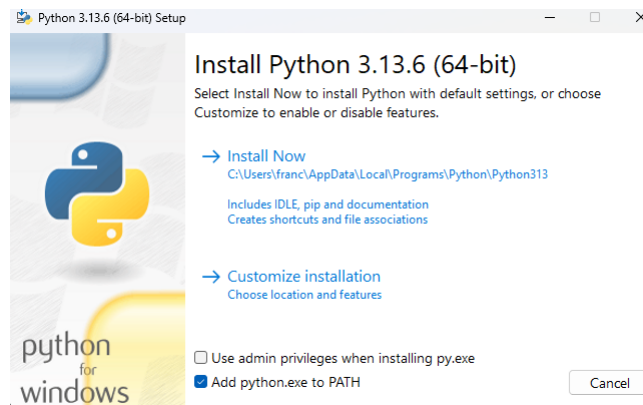 Python 3.13.6 (64-bit) Setup
Install Python 3.13.6 (64-bit)
Select Install Now to install Python with default settings, or choose
Customize to enable or disable features.
Install Now
C:\Users\franc\AppData\Local\Programs\Python\Python313
Includes IDLE, pip and documentation
Creates shortcuts and file associations
Customize installation
Choose location and features
python
for
windows
Use admin privileges when installing py.exe
Add python.exe to PATH
Cancel